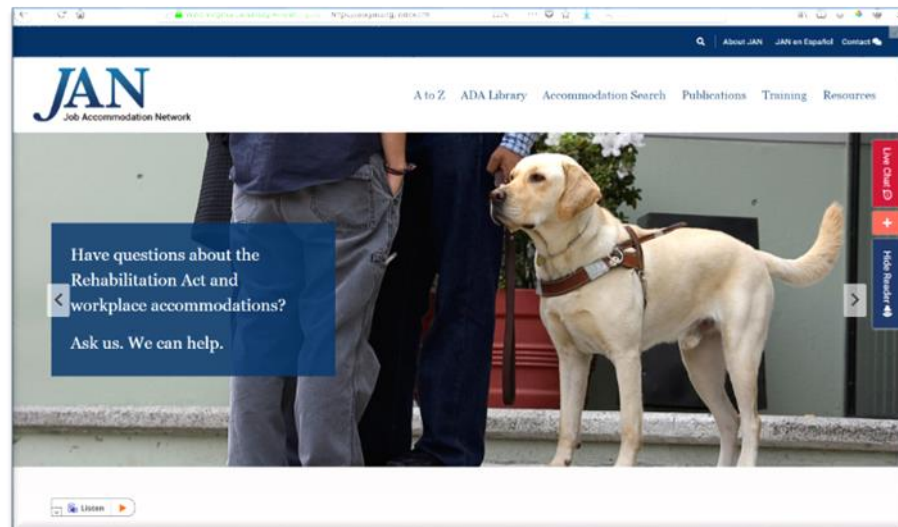 About JAN JAN en Español Contact
JAN
Job Accommodation Network
A to Z ADA Library Accommodation Search Publications Training Resources
Live Chat
Hide Reader
Have questions about the
Rehabilitation Act and
workplace accommodations?
Ask us. We can help.
Listen